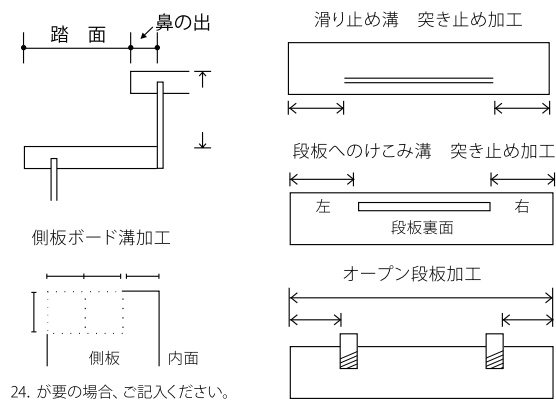 踏 面
鼻の出
側板ボード溝加工
側板
内面
24. が要の場合、ご記入ください。
滑り止め溝 突き止め加工
段板へのけこみ溝 突き止め加工
左
右
段板裏面
オープン段板加工